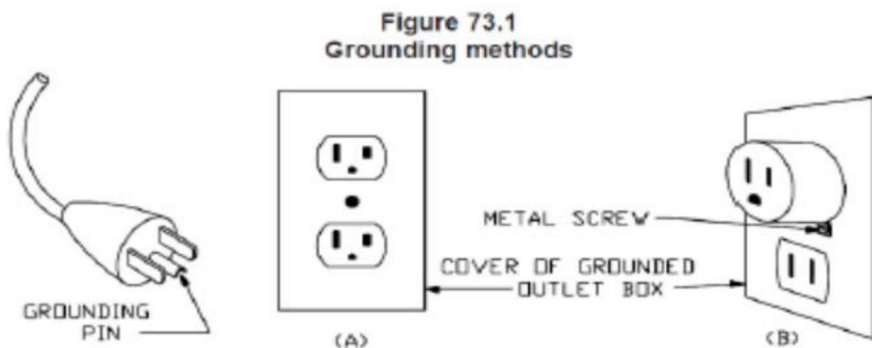 Figure 73.1
Grounding methods
METAL SCREW
COVER OF GROUNDED
OUTLET BOX
GROUNDING
PIN
(A)
(B)